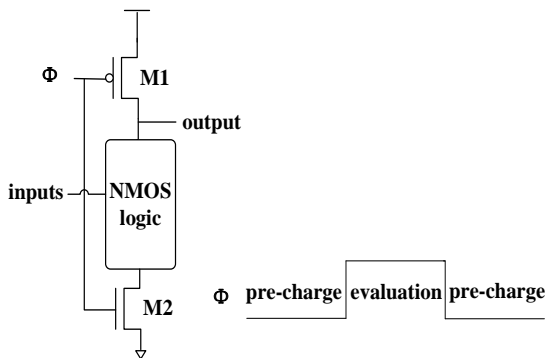 Φ
M1
output
inputs
NMOS
logic
M2
Φ pre-charge evaluation pre-charge